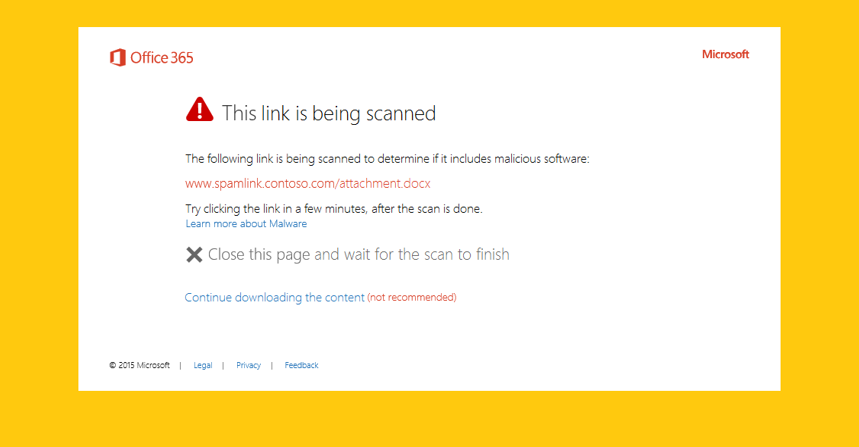 Office 365
Microsoft
This link is being scanned
The following link is being scanned to determine if it includes malicious software:
www.spamlink.contoso.com/attachment.docx
Try clicking the link in a few minutes, after the scan is done.
Learn more about Malware
Close this page and wait for the scan to finish
Continue downloading the content (not recommended)
© 2015 Microsoft | Legal | Privacy | Feedback